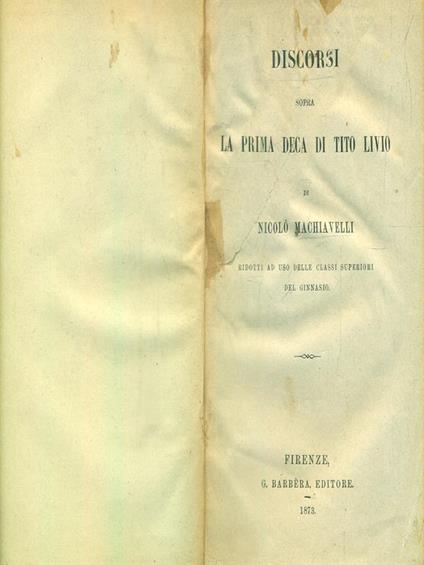 DISCORSI
SOPRA
LA PRIMA DECA DI TITO LIVIO
DI
NICOLÒ MACHIAVELLI
RIDOTTI AD USO DELLE CLASSI SUPERIORI
DEL GINNASIO.
FIRENZE,
G. BARBÈRA, EDITORE.
1873.